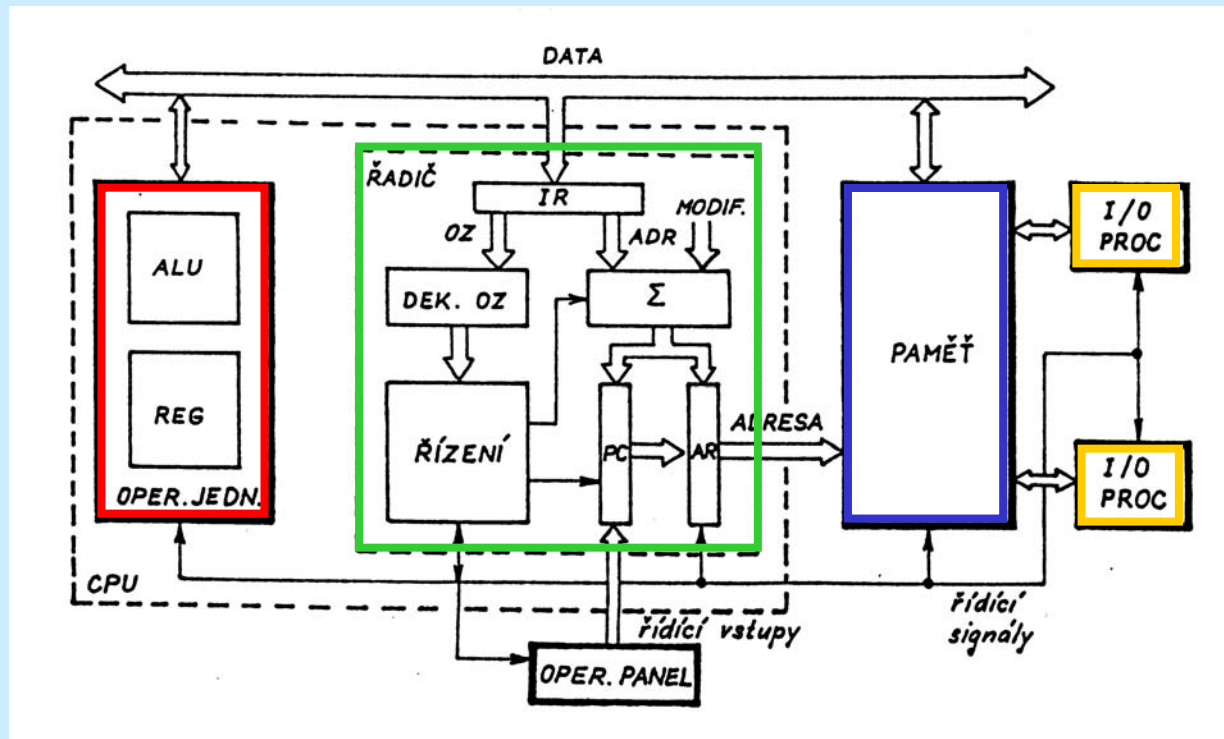 DATA
ŘADIČ
IR
MODIF.
OZ
ADR
I/O
PROC
ALU
DEK. OZ
Σ
PAMĚŤ
REG
ŘÍZENÍ
PC
AR
ADRESA
OPER.JEDN.
I/O
PROC
CPU
řídící vstupy
řídící
signály
OPER. PANEL